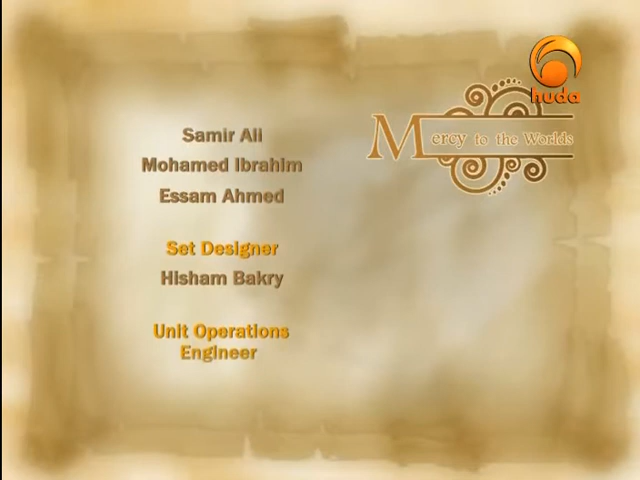 huda
Mercy to the Worlds
Samir Ali
Mohamed Ibrahim
Essam Ahmed
Set Designer
Hisham Bakry
Unit Operations
Engineer